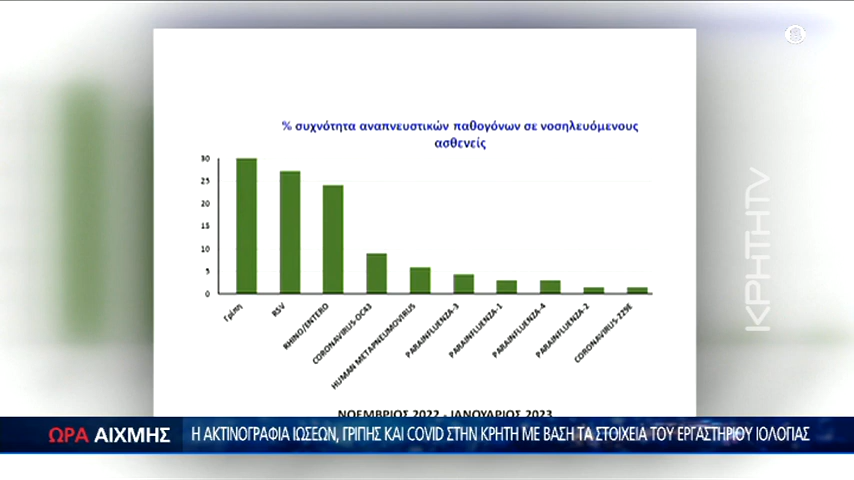 % συχνότητα αναπνευστικών παθογόνων σε νοσηλευόμενους
ασθενείς
30
25
20
15
10
5
0
Γρίπη
RSV
RHINO/ENTERO
CORONAVIRUS-OC43
HUMAN METAPNEUMOVIRUS
PARAINFLUENZA-3
PARAINFLUENZA-1
PARAINFLUENZA-4
PARAINFLUENZA-2
CORONAVIRUS-229E
ΝΟΕΜΒΡΙΟΣ 2022 - ΙΑΝΟΥΑΡΙΟΣ 2023
ΚΡΗΤΗTV
ΩΡΑ ΑΙΧΜΗΣ
Η ΑΚΤΙΝΟΓΡΑΦΙΑ ΙΩΣΕΩΝ, ΓΡΙΠΗΣ ΚΑΙ COVID ΣΤΗΝ ΚΡΗΤΗ ΜΕ ΒΑΣΗ ΤΑ ΣΤΟΙΧΕΙΑ ΤΟΥ ΕΡΓΑΣΤΗΡΙΟΥ ΙΟΛΟΓΙΑΣ